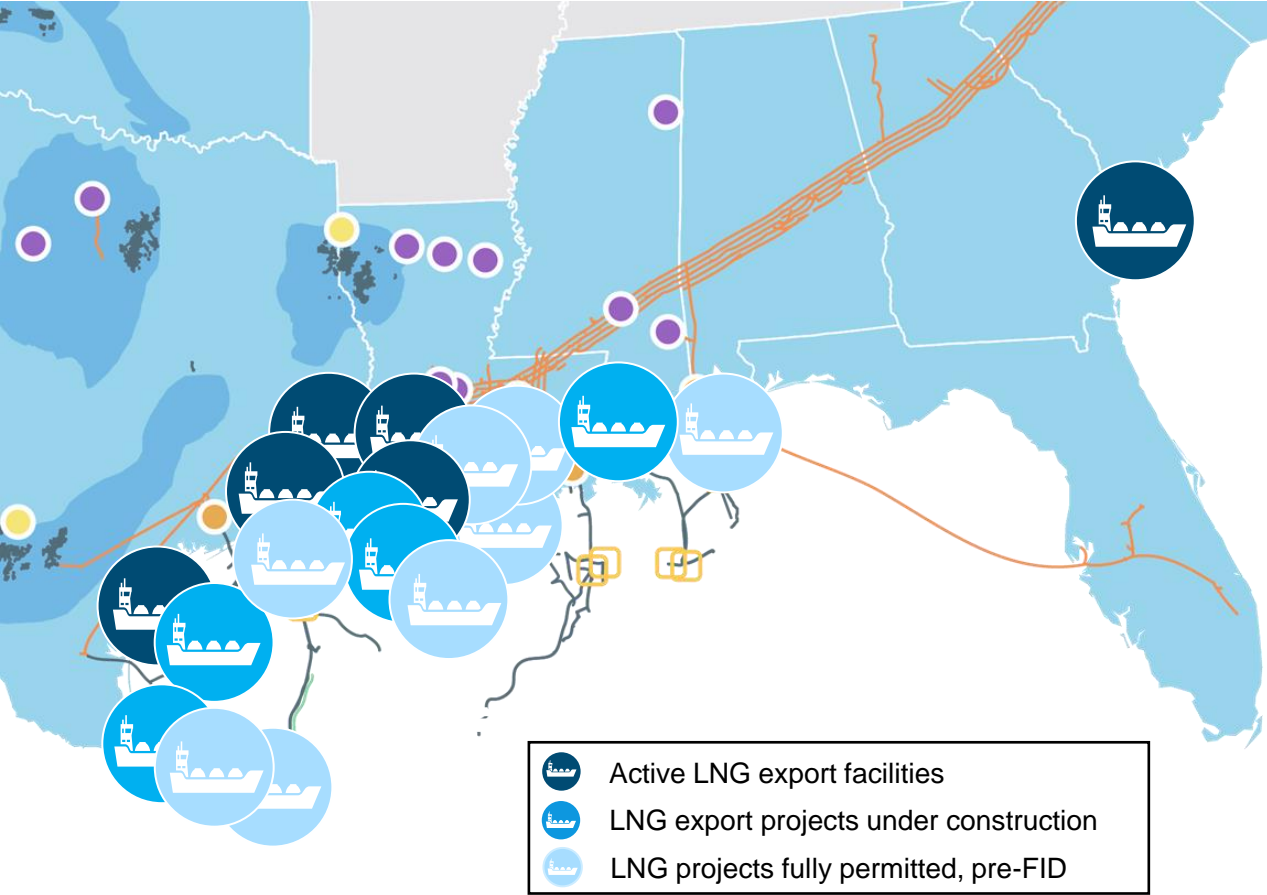 Active LNG export facilities
LNG export projects under construction
LNG projects fully permitted, pre-FID